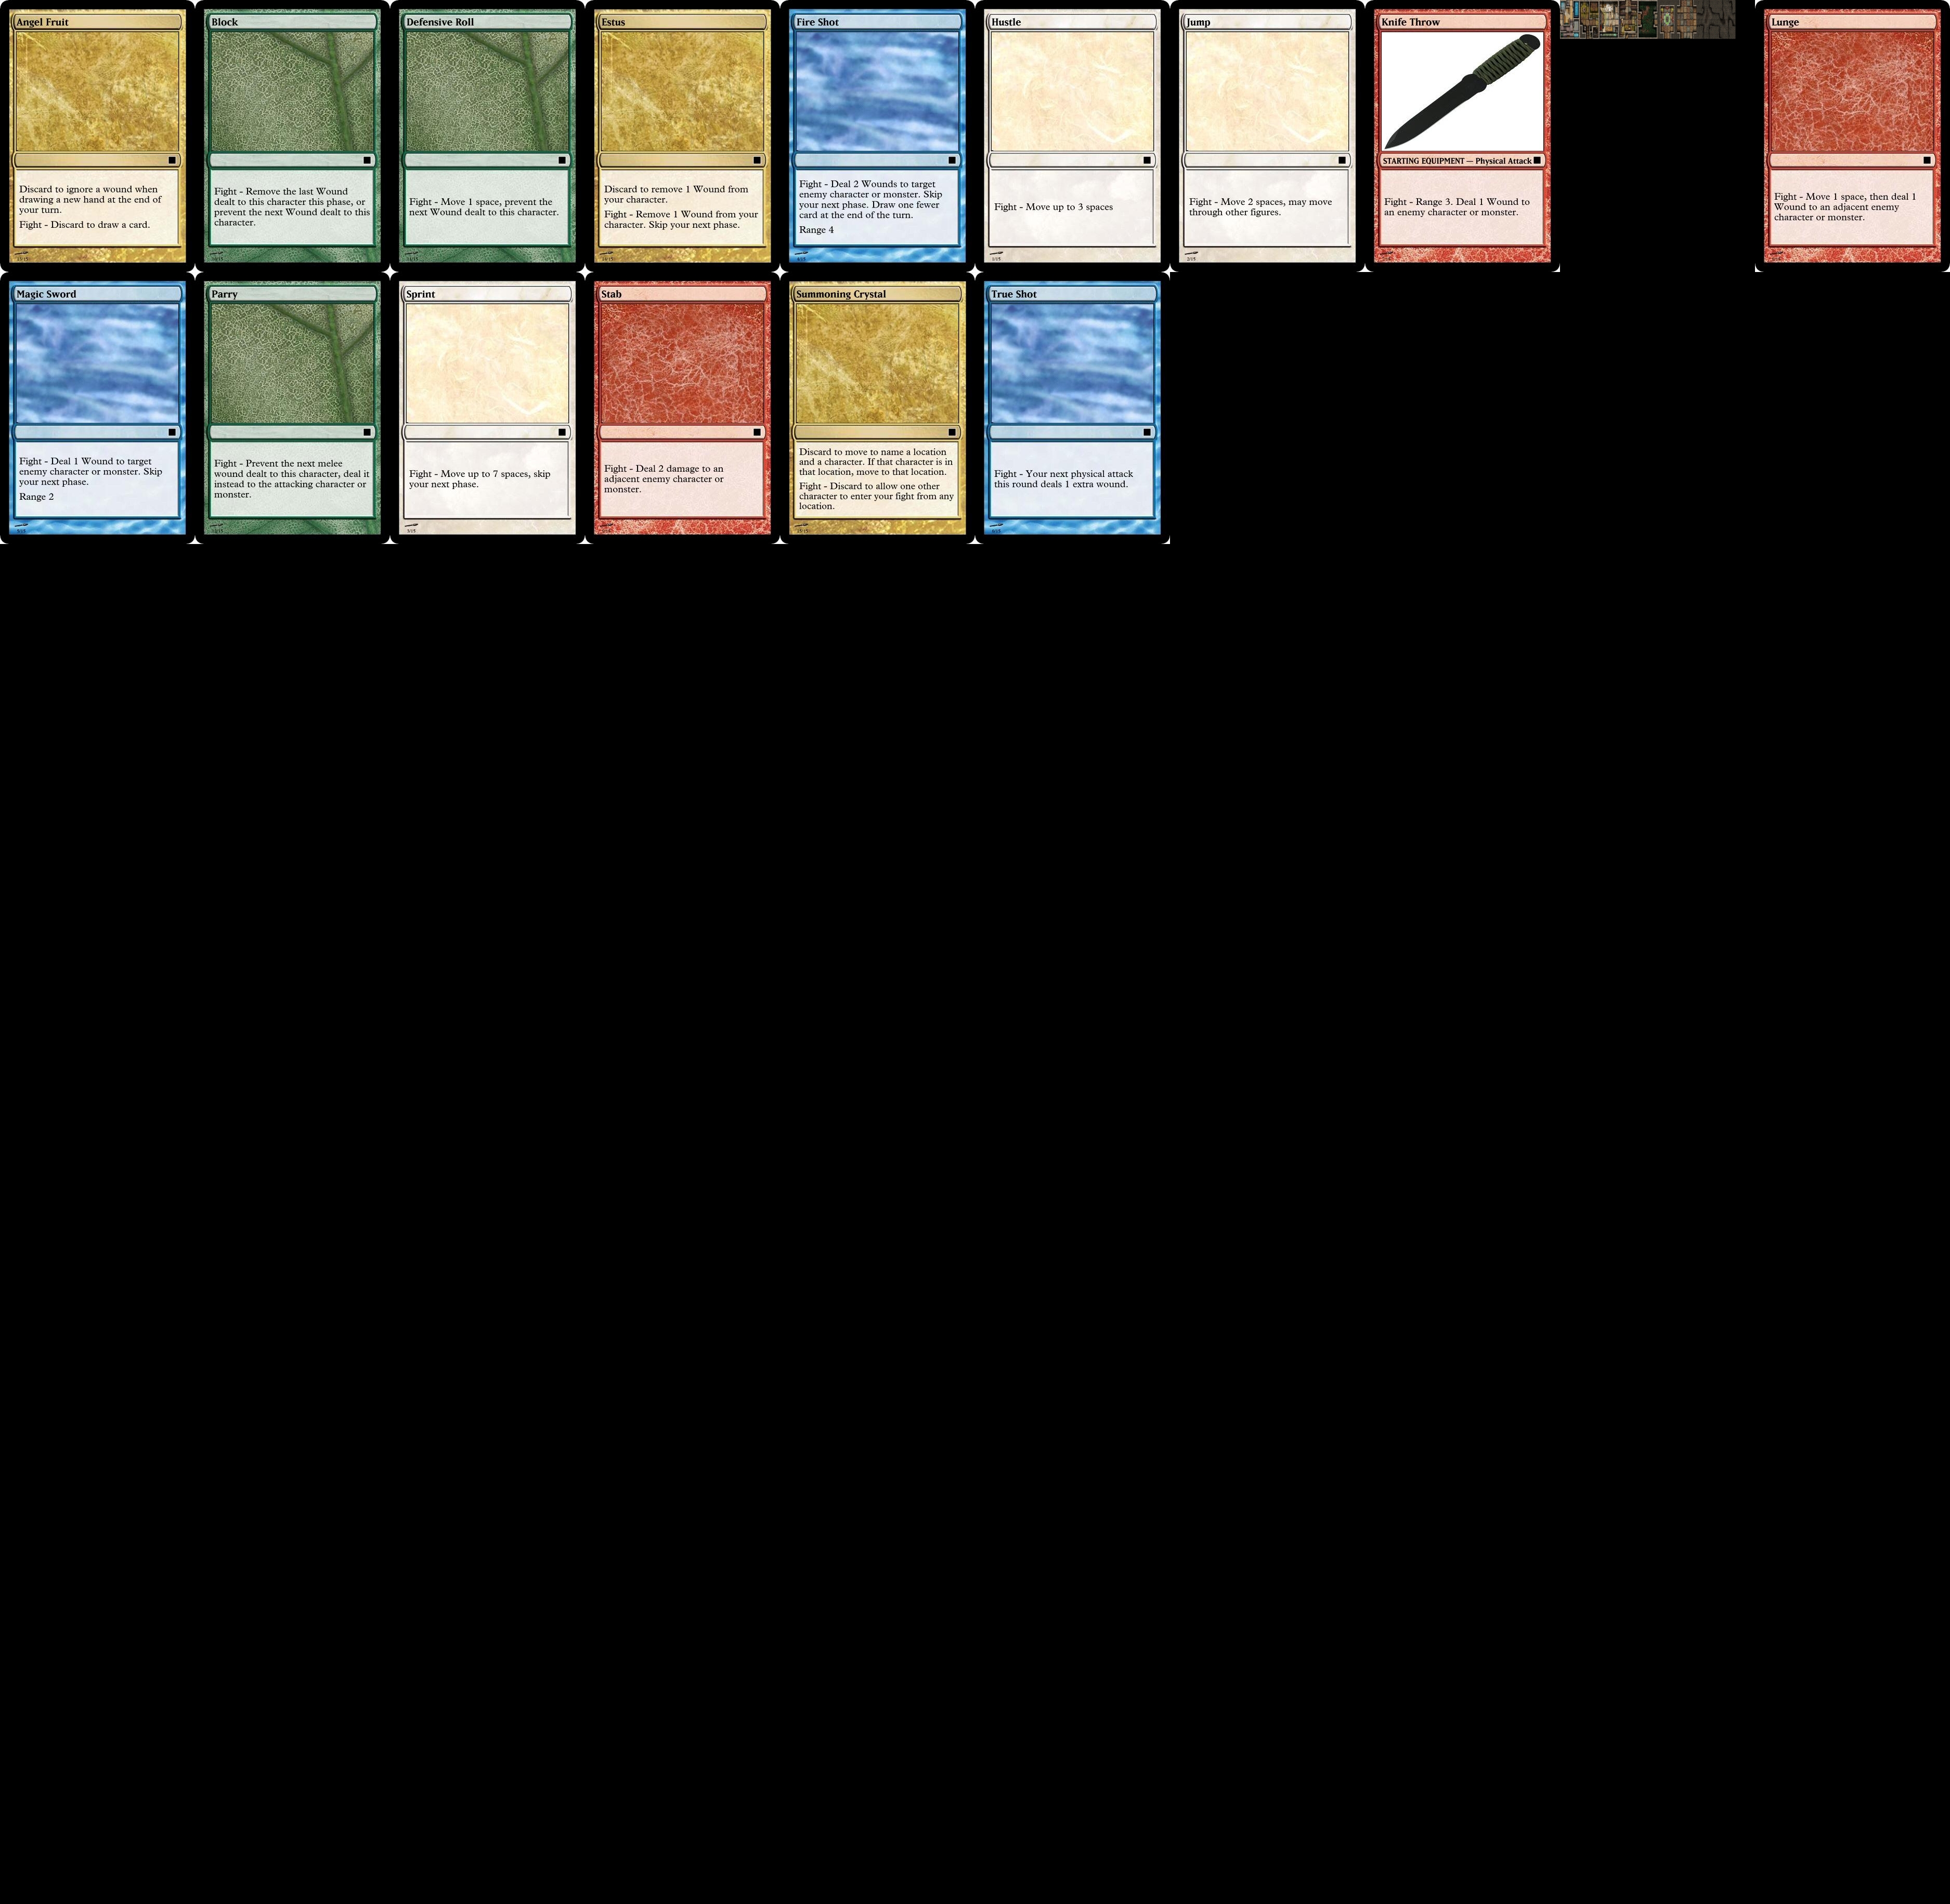 Angel Fruit
Discard to ignore a wound when
drawing a new hand at the end of
your turn.
Fight - Discard to draw a card.
Block
Fight - Remove the last Wound
dealt to this character this phase, or
prevent the next Wound dealt to this
character.
Defensive Roll
Fight - Move 1 space, prevent the
next Wound dealt to this character.
Estus
Discard to remove 1 Wound from
your character.
Fight - Remove 1 Wound from your
character. Skip your next phase.
Fire Shot
Fight - Deal 2 Wounds to target
enemy character or monster. Skip
your next phase. Draw one fewer
card at the end of the turn.
Range 4
Hustle
Fight - Move up to 3 spaces
Jump
Fight - Move 2 spaces, may move
through other figures.
Knife Throw
STARTING EQUIPMENT — Physical Attack
Fight - Range 3. Deal 1 Wound to
an enemy character or monster.
Lunge
Fight - Move 1 space, then deal 1
Wound to an adjacent enemy
character or monster.
Magic Sword
Fight - Deal 1 Wound to target
enemy character or monster. Skip
your next phase.
Range 2
Parry
Fight - Prevent the next melee
wound dealt to this character, deal it
instead to the attacking character or
monster.
Sprint
Fight - Move up to 7 spaces, skip
your next phase.
Stab
Fight - Deal 2 damage to an
adjacent enemy character or
monster.
Summoning Crystal
Discard to move to name a location
and a character. If that character is in
that location, move to that location.
Fight - Discard to allow one other
character to enter your fight from any
location.
True Shot
Fight - Your next physical attack
this round deals 1 extra wound.